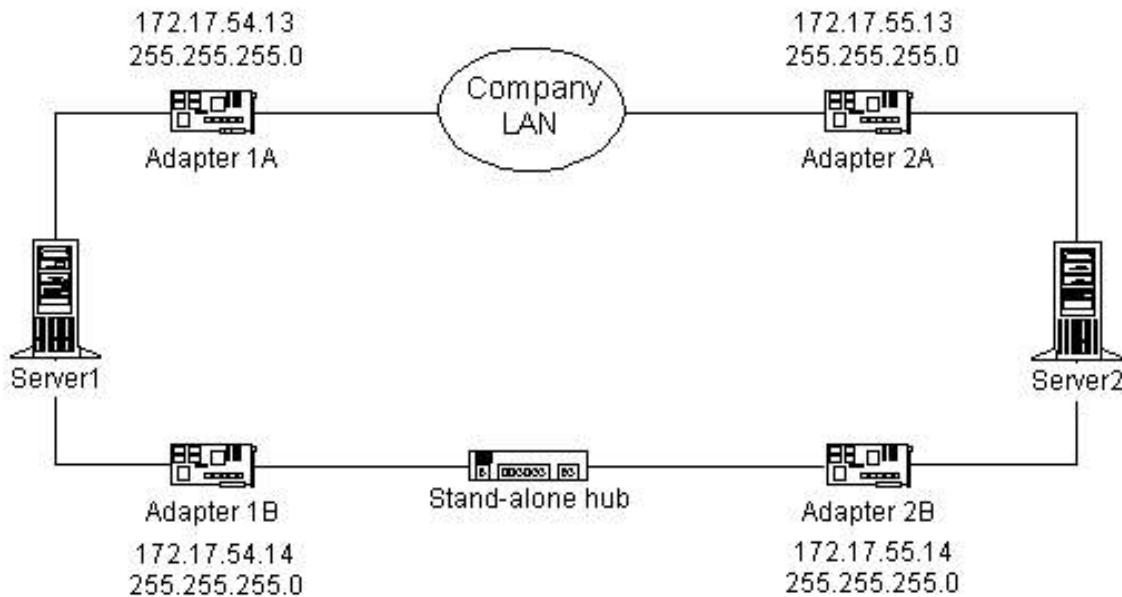 172.17.54.13
255.255.255.0
172.17.55.13
255.255.255.0
Company
LAN
Adapter 1A
Adapter 2A
Server1
Server2
Adapter 1B
Stand-alone hub
Adapter 2B
172.17.54.14
255.255.255.0
172.17.55.14
255.255.255.0